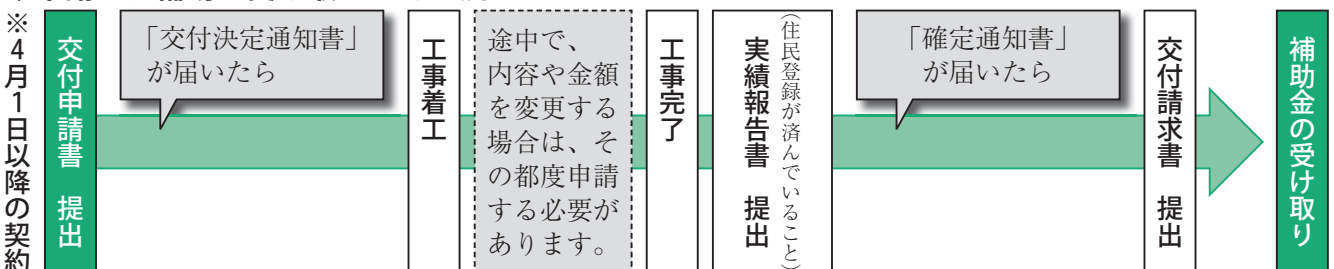 ※4月1日以降の契約
交付申請書　提出
「交付決定通知書」
が届いたら
工事着工
途中で、
内容や金額
を変更する
場合は、そ
の都度申請
する必要が
あります。
工事完了
実績報告書　提出
（住民登録が済んでいること）
「確定通知書」
が届いたら
交付請求書　提出
補助金の受け取り